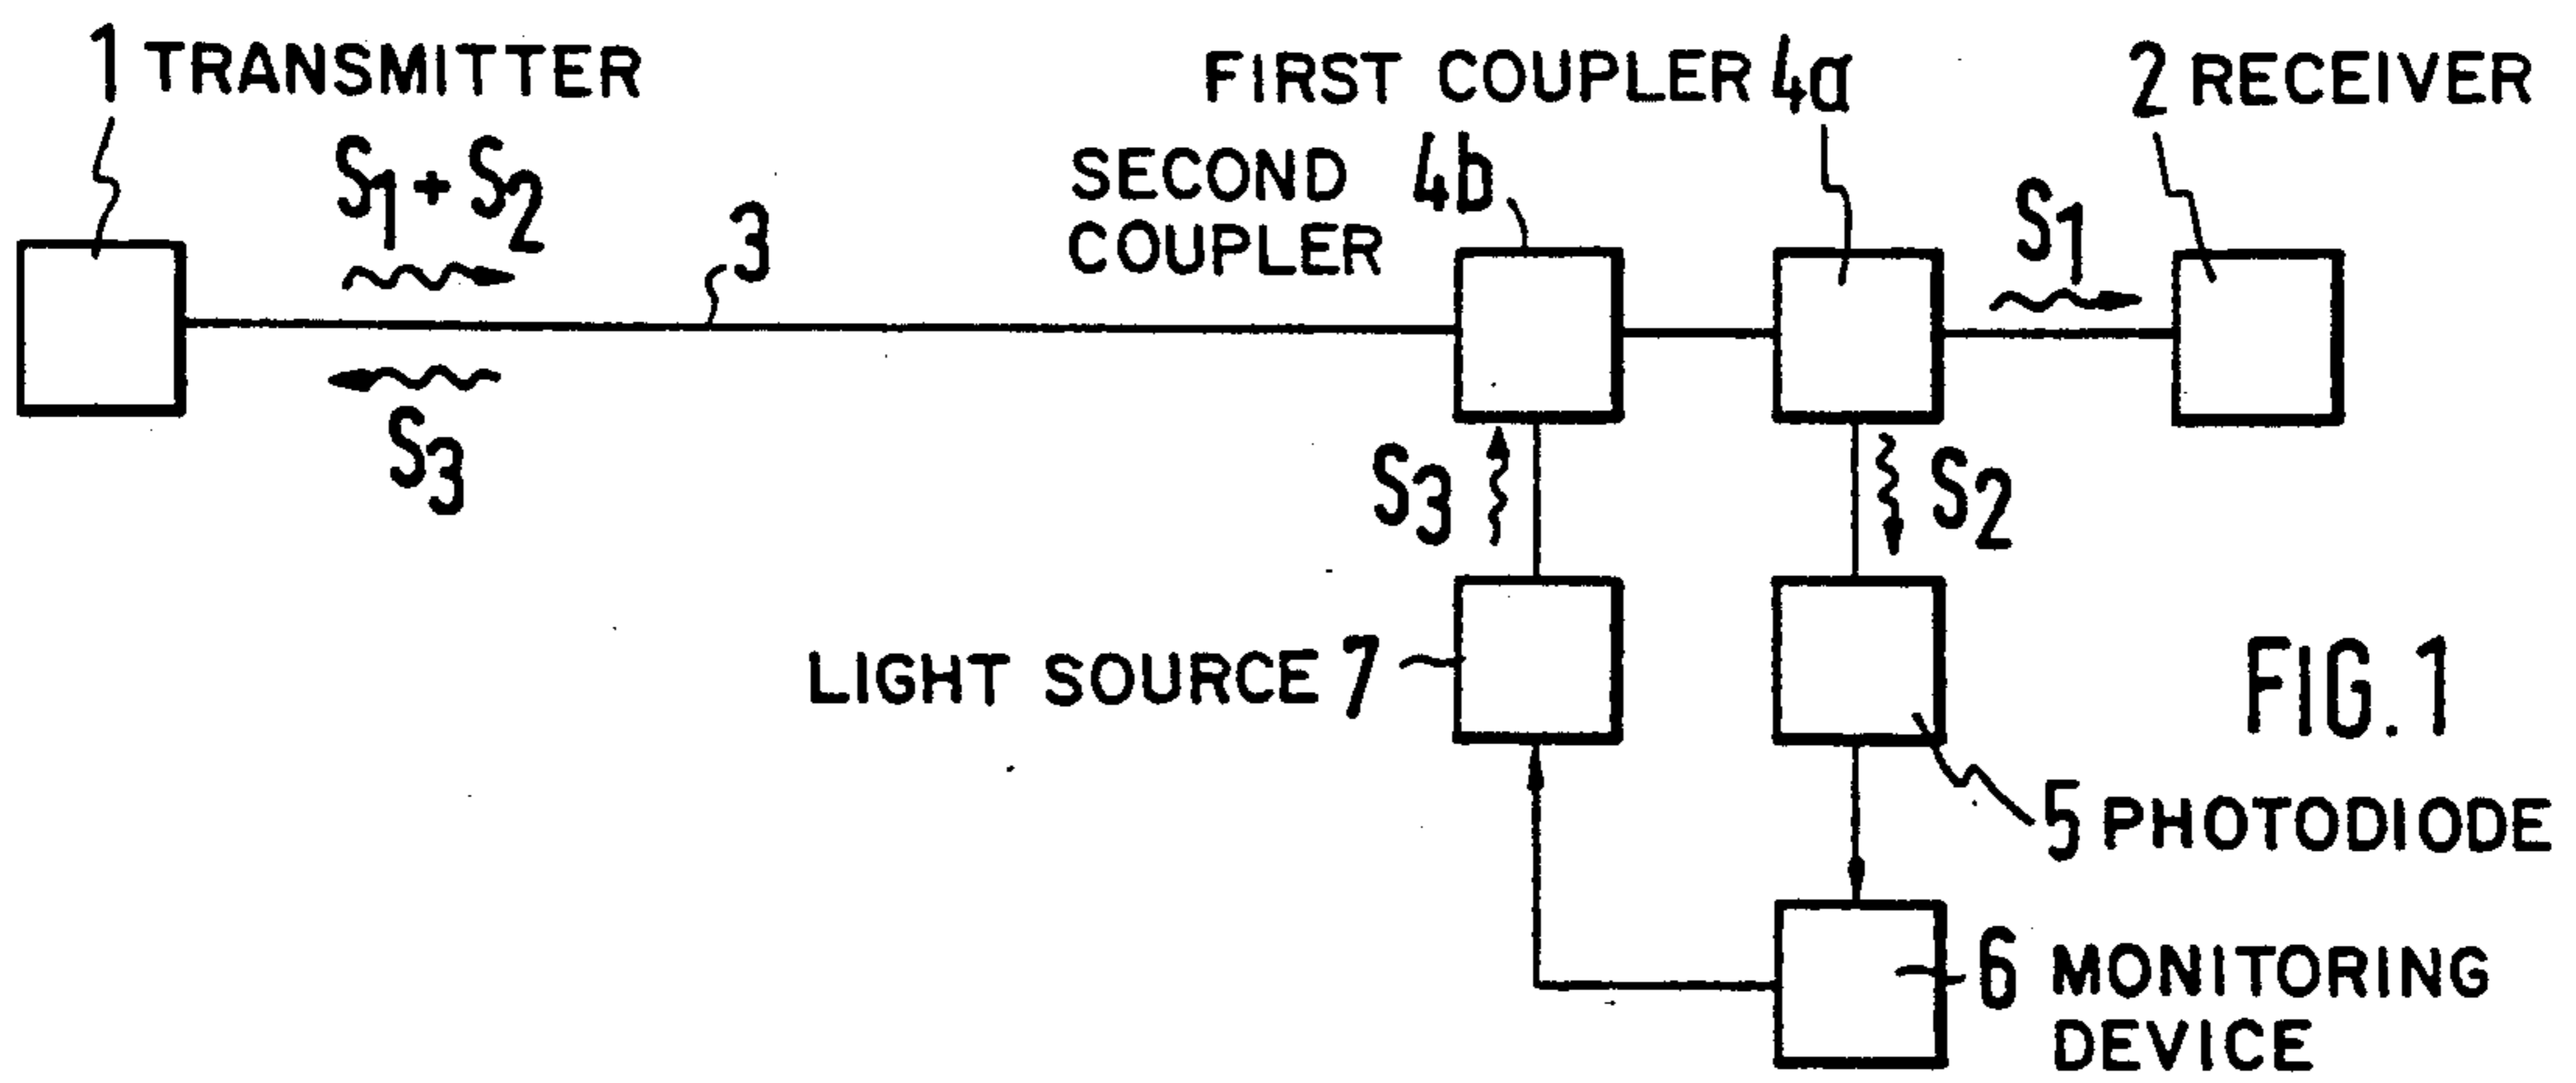 1 TRANSMITTER
FIRST COUPLER 4a
2 RECEIVER
S1 + S2
SECOND 4b
COUPLER
3
S1
S3
S3
S2
LIGHT SOURCE 7
FIG. 1
5 PHOTODIODE
6 MONITORING
DEVICE